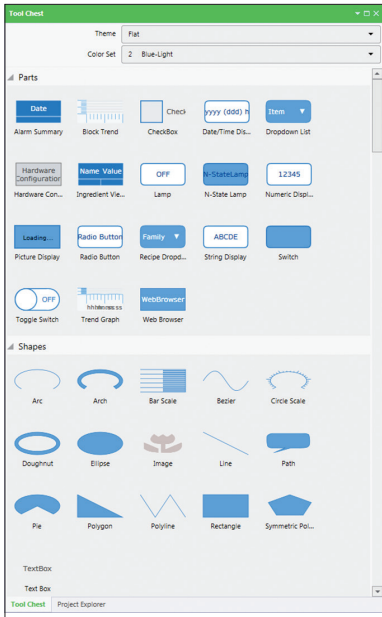 Tool Chest
Theme Flat
Color Set 2 Blue-Light
Parts
Date
yyyy (ddd) h
Item
Check
Alarm Summary Block Trend CheckBox Date/Time Dis... Dropdown List
Hardware
Configuration
Name Value
OFF
N-StateLamp
12345
Hardware Con... Ingredient Vie... Lamp N-State Lamp Numeric Displ...
Loading...
Radio Button
Family
ABCDE
Picture Display Radio Button Recipe Dropd... String Display Switch
OFF
WebBrowser
Toggle Switch Trend Graph Web Browser
Shapes
Arc Arch Bar Scale Bezier Circle Scale
Doughnut Ellipse Image Line Path
Pie Polygon Polyline Rectangle Symmetric Pol...
TextBox
Text Box
Tool Chest Project Explorer